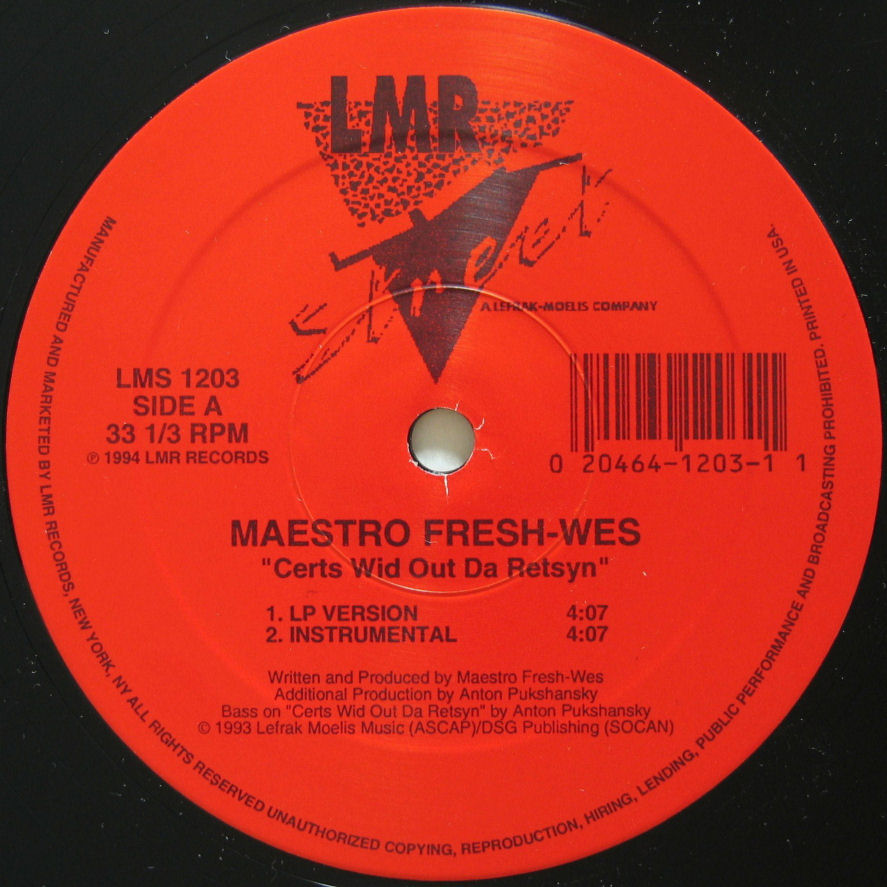 LMR
Street
A LEFRAK-MOELIS COMPANY
LMS 1203
SIDE A
33 1/3 RPM
℗ 1994 LMR RECORDS
0 20464-1203-1 1
MAESTRO FRESH-WES
"Certs Wid Out Da Retsyn"
1. LP VERSION 4:07
2. INSTRUMENTAL 4:07
Written and Produced by Maestro Fresh-Wes
Additional Production by Anton Pukshansky
Bass on "Certs Wid Out Da Retsyn" by Anton Pukshansky
© 1993 Lefrak Moelis Music (ASCAP)/DSG Publishing (SOCAN)
MANUFACTURED AND MARKETED BY LMR RECORDS, NEW YORK, NY ALL RIGHTS RESERVED UNAUTHORIZED COPYING, REPRODUCTION, HIRING, LENDING, PUBLIC PERFORMANCE AND BROADCASTING PROHIBITED. PRINTED IN USA.